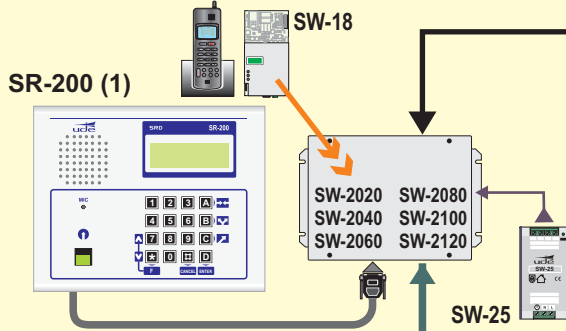 SW-18
SR-200 (1)
ude
SRD SR-200
MIC
1 2 3 A
4 5 6 B
7 8 9 C
* 0 # D
F CANCEL ENTER
SW-2020 SW-2080
SW-2040 SW-2100
SW-2060 SW-2120
SW-25
ude
SW-25
CE
N L